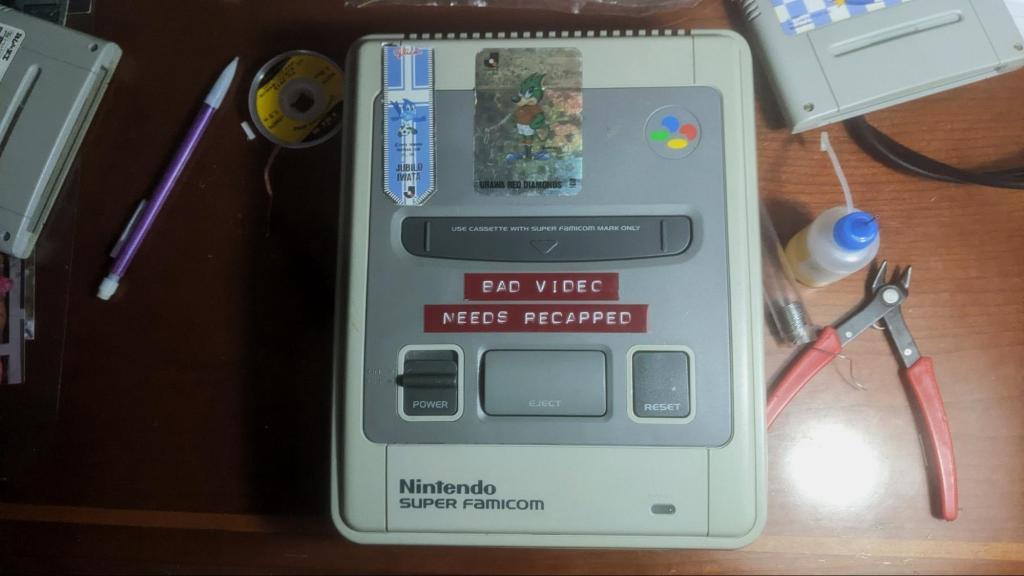 JUBILO
IWATA
URAWA RED DIAMONDS
USE CASSETTE WITH SUPER FAMICOM MARK ONLY
BAD VIDEO
NEEDS RECAPPED
POWER
EJECT
RESET
Nintendo
SUPER FAMICOM